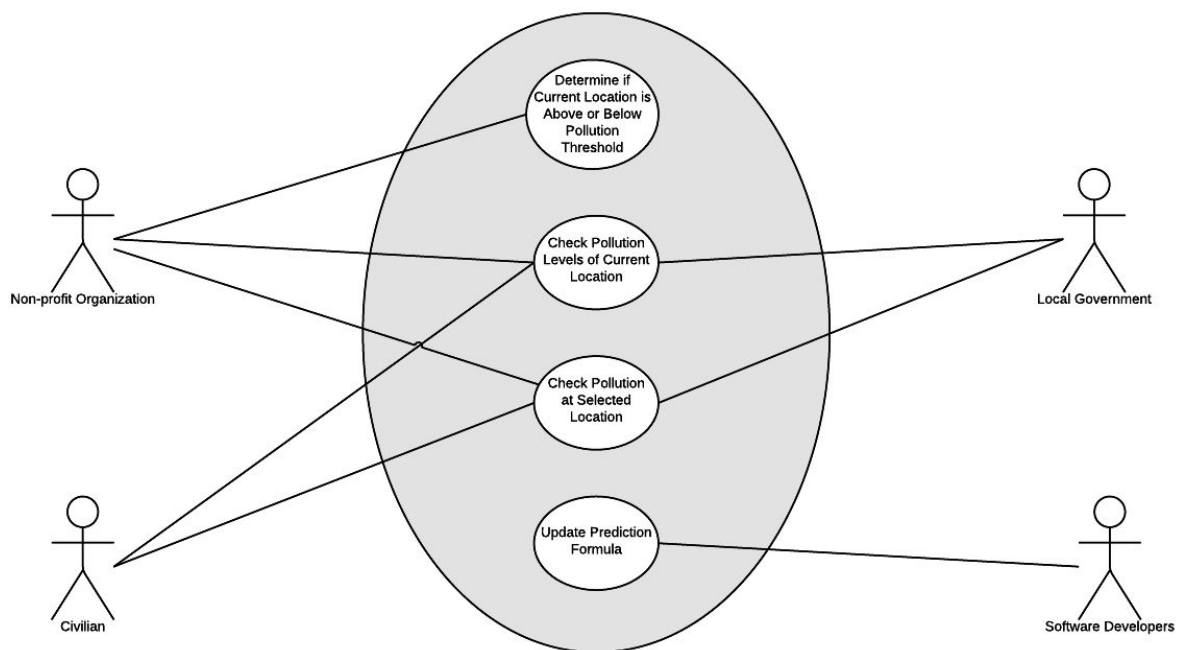 Determine if
Current Location is
Above or Below
Pollution
Threshold
Non-profit Organization
Check Pollution
Levels of Current
Location
Local Government
Check Pollution
at Selected
Location
Civilian
Update Prediction
Formula
Software Developers